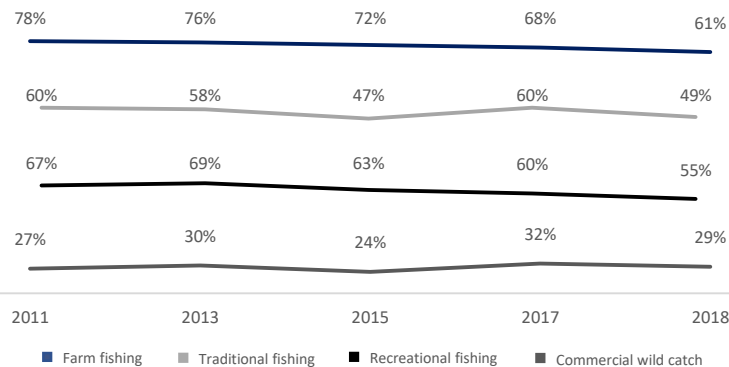 78% 76% 72% 68% 61%
60% 58% 47% 60% 49%
67% 69% 63% 60% 55%
27% 30% 24% 32% 29%
2011 2013 2015 2017 2018
Farm fishing Traditional fishing Recreational fishing Commercial wild catch